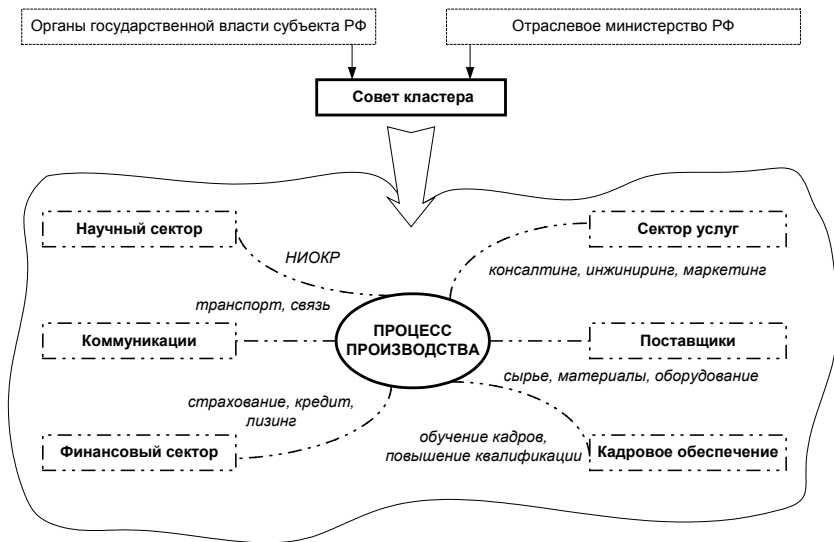 Органы государственной власти субъекта РФ
Отраслевое министерство РФ
Совет кластера
Научный сектор
Сектор услуг
НИОКР
консалтинг, инжиниринг, маркетинг
транспорт, связь
Коммуникации
ПРОЦЕСС
ПРОИЗВОДСТВА
Поставщики
сырье, материалы, оборудование
страхование, кредит,
лизинг
обучение кадров,
повышение квалификации
Финансовый сектор
Кадровое обеспечение